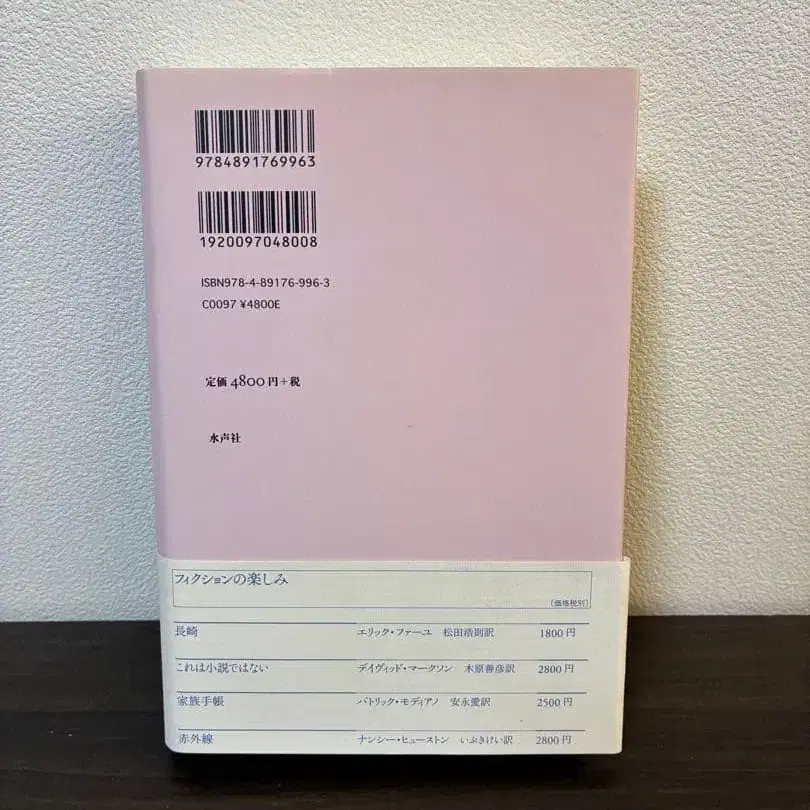 9784891769963
1920097048008
ISBN978-4-89176-996-3
C0097 ¥4800E
定価 4800円+税
水声社
フィクションの楽しみ
(価格税別)
長崎 エリック・ファーユ 松田浩則訳 1800円
これは小説ではない デイヴィッド・マークソン 木原善彦訳 2800円
家族手帳 パトリック・モディアノ 安永愛訳 2500円
赤外線 ナンシー・ヒューストン いぶきけい訳 2800円